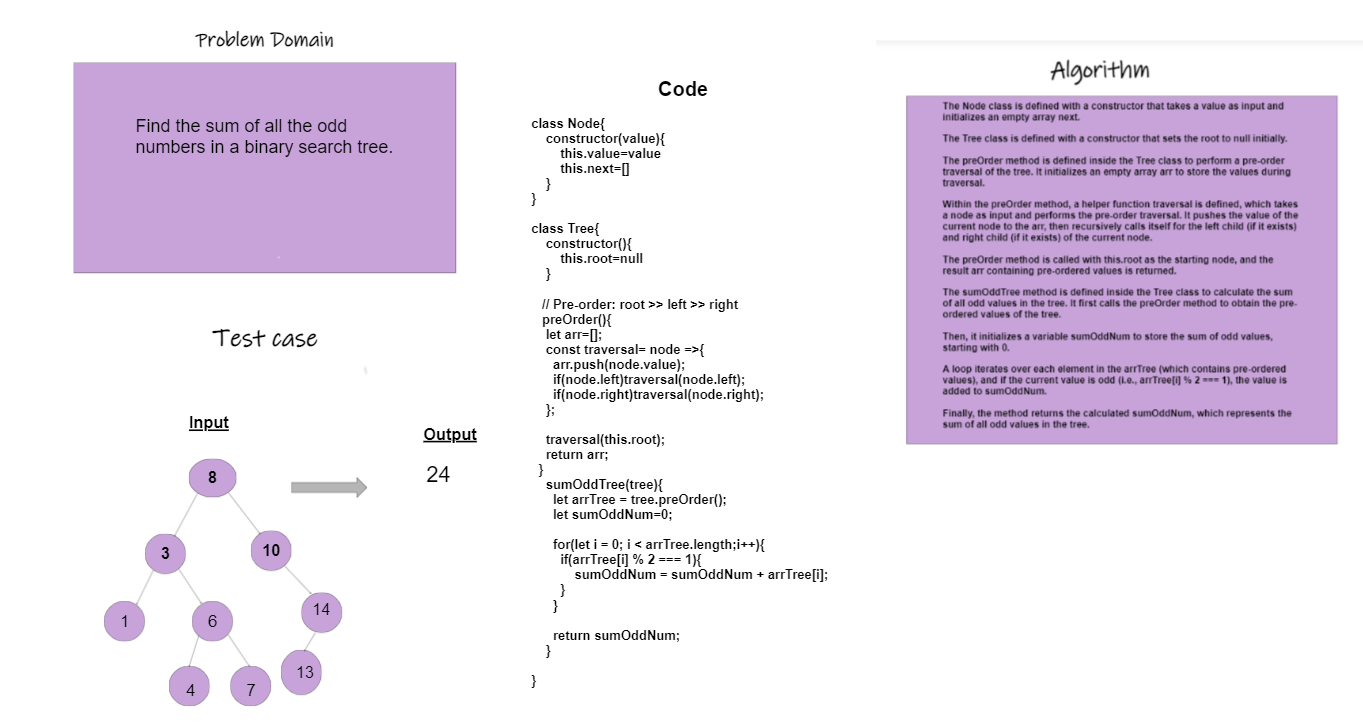 Problem Domain
Find the sum of all the odd
numbers in a binary search tree.
Test case
Input
Output
24
8
3
10
1
6
14
4
7
13
Code
class Node{
constructor(value){
this.value=value
this.next=[]
}
}
class Tree{
constructor(){
this.root=null
}
// Pre-order: root >> left >> right
preOrder(){
let arr=[];
const traversal= node =>{
arr.push(node.value);
if(node.left)traversal(node.left);
if(node.right)traversal(node.right);
};
traversal(this.root);
return arr;
}
sumOddTree(tree){
let arrTree = tree.preOrder();
let sumOddNum=0;
for(let i = 0; i < arrTree.length;i++){
if(arrTree[i] % 2 === 1){
sumOddNum = sumOddNum + arrTree[i];
}
}
return sumOddNum;
}
}
Algorithm
The Node class is defined with a constructor that takes a value as input and
initializes an empty array next.
The Tree class is defined with a constructor that sets the root to null initially.
The preOrder method is defined inside the Tree class to perform a pre-order
traversal of the tree. It initializes an empty array arr to store the values during
traversal.
Within the preOrder method, a helper function traversal is defined, which takes
a node as input and performs the pre-order traversal. It pushes the value of the
current node to the arr, then recursively calls itself for the left child (if it exists)
and right child (if it exists) of the current node.
The preOrder method is called with this.root as the starting node, and the
result arr containing pre-ordered values is returned.
The sumOddTree method is defined inside the Tree class to calculate the sum
of all odd values in the tree. It first calls the preOrder method to obtain the pre-
ordered values of the tree.
Then, it initializes a variable sumOddNum to store the sum of odd values,
starting with 0.
A loop iterates over each element in the arrTree (which contains pre-ordered
values), and if the current value is odd (i.e., arrTree[i] % 2 === 1), the value is
added to sumOddNum.
Finally, the method returns the calculated sumOddNum, which represents the
sum of all odd values in the tree.